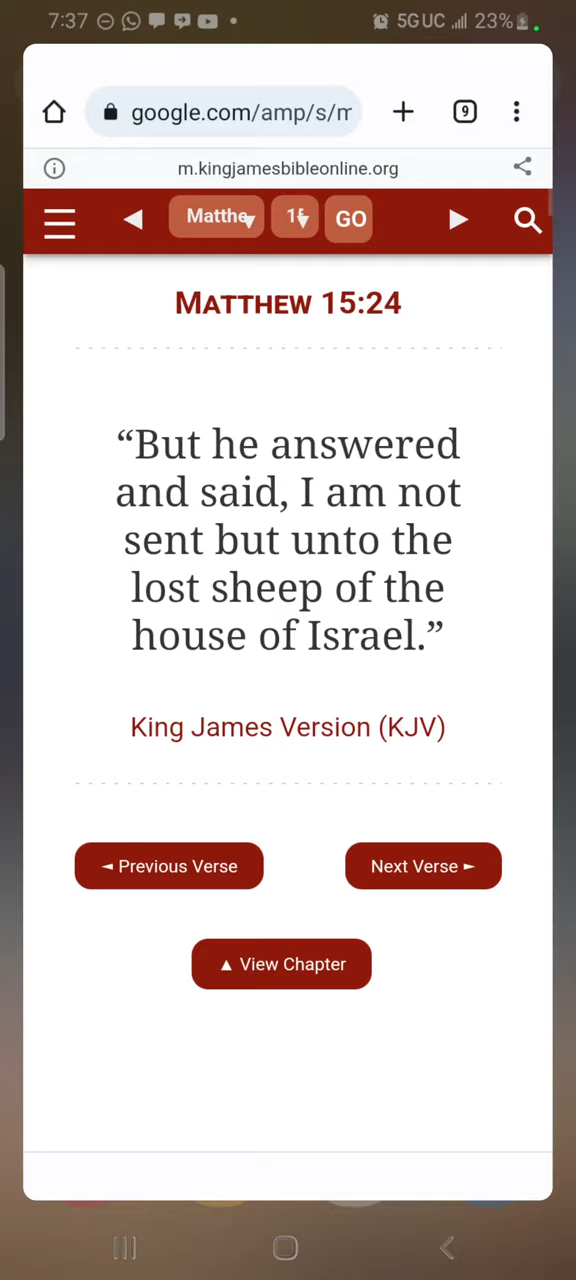 7:37 5G UC 23%
google.com/amp/s/m 9
m.kingjamesbibleonline.org
Matthe GO
MATTHEW 15:24
“But he answered
and said, I am not
sent but unto the
lost sheep of the
house of Israel.”
King James Version (KJV)
◄ Previous Verse Next Verse ►
▲ View Chapter